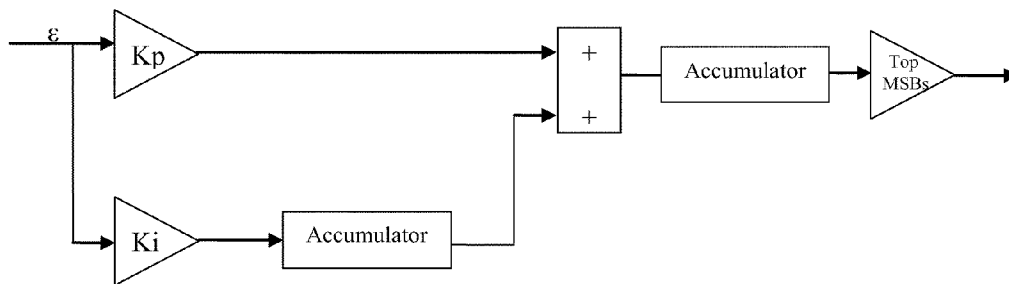 ε
Kp
+
+
Accumulator
Top
MSBs
Ki
Accumulator